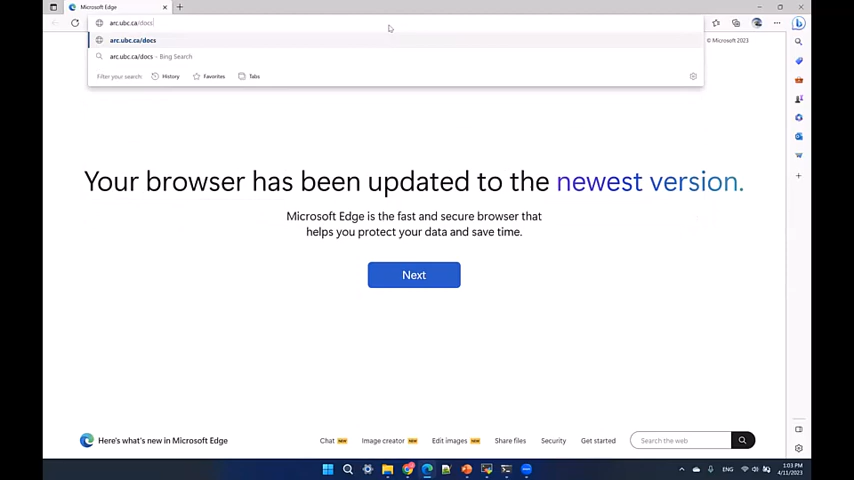 Microsoft Edge
arc.ubc.ca/docs
arc.ubc.ca/docs
arc.ubc.ca/docs - Bing Search
Filter your search
History
Favorites
Tabs
© Microsoft 2023
Your browser has been updated to the newest version.
Microsoft Edge is the fast and secure browser that
helps you protect your data and save time.
Next
Here's what's new in Microsoft Edge
Chat NEW
Image creator NEW
Edit images NEW
Share files
Security
Get started
Search the web
ENG
1:03 PM
4/11/2023